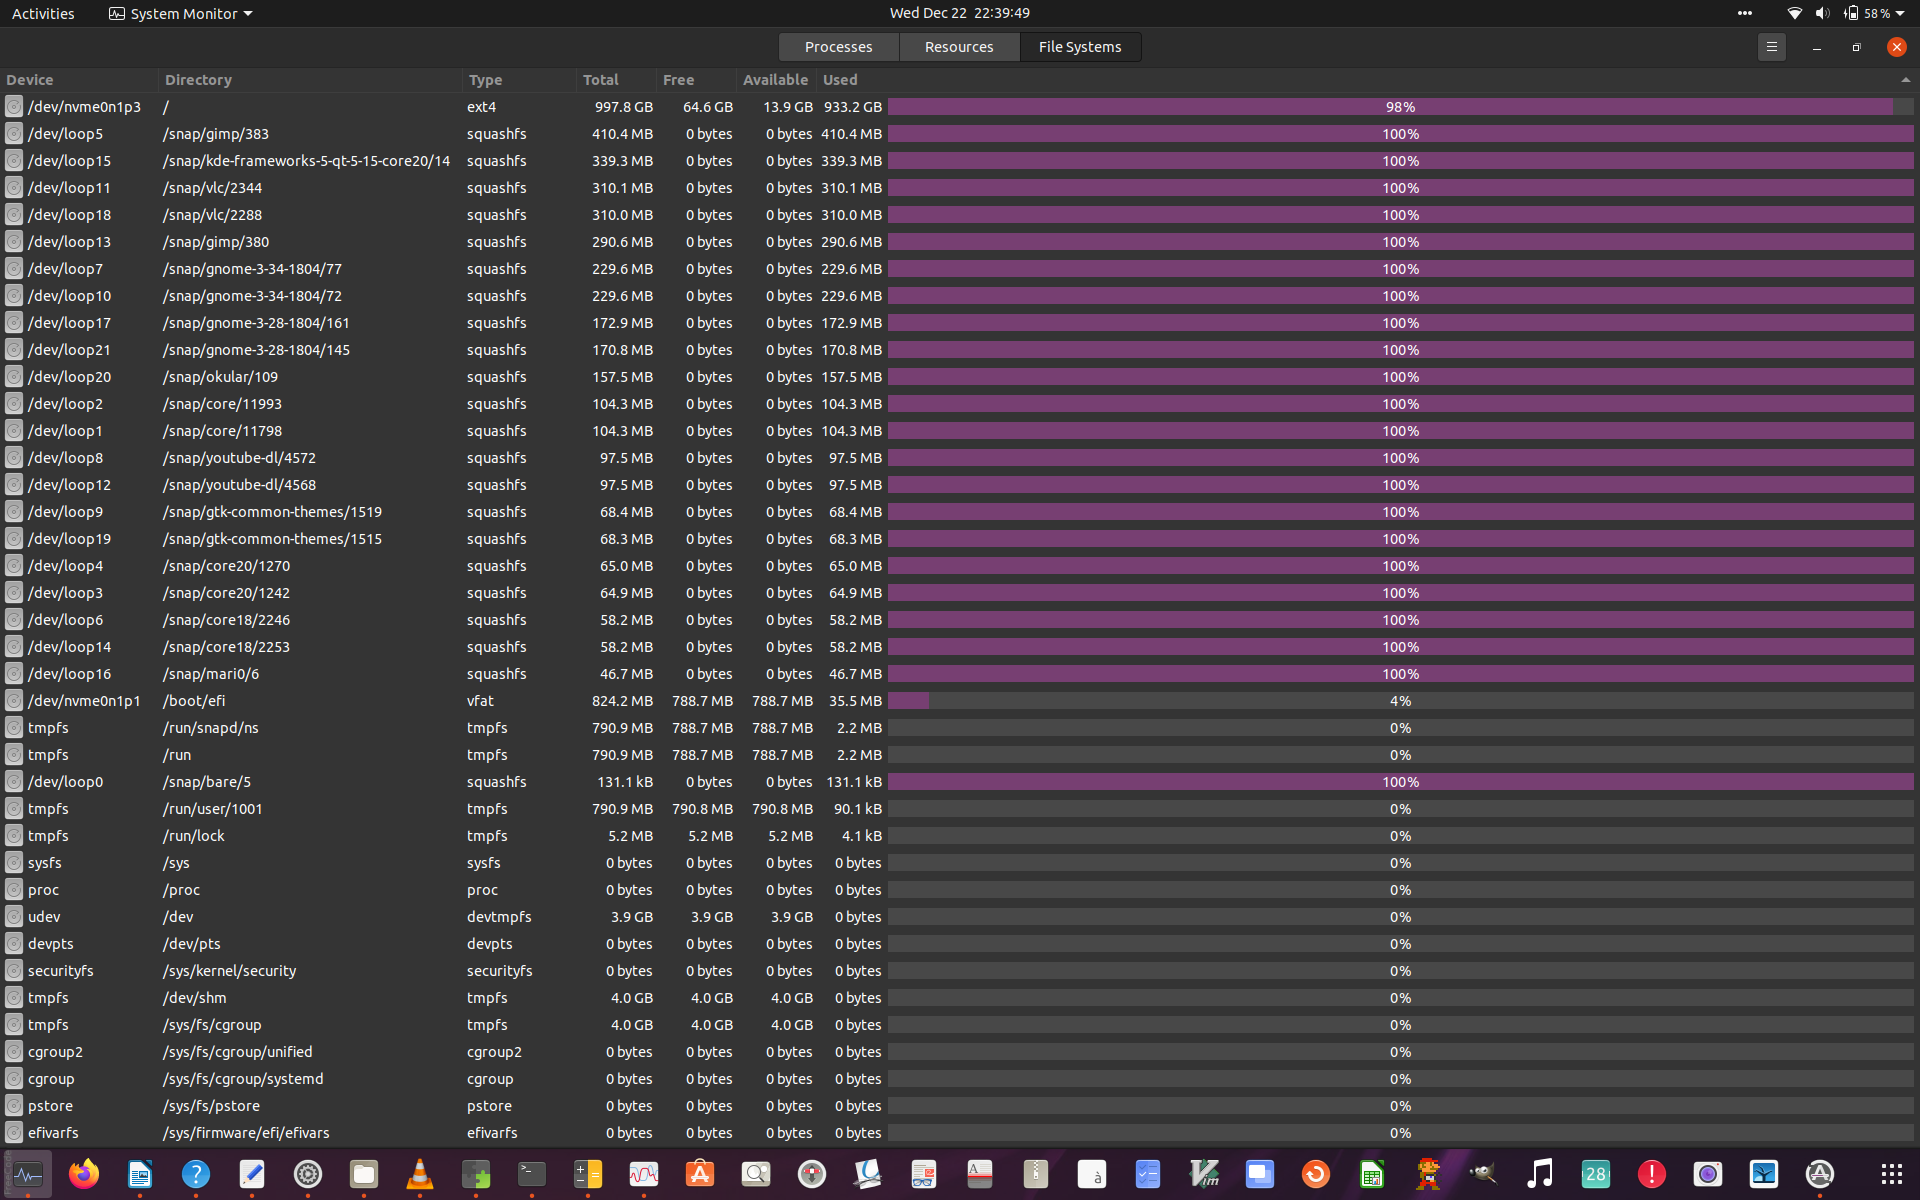 Activities System Monitor Wed Dec 22 22:39:49 58 %
Processes Resources File Systems
Device Directory Type Total Free Available Used
/dev/nvme0n1p3 / ext4 997.8 GB 64.6 GB 13.9 GB 933.2 GB 98%
/dev/loop5 /snap/gimp/383 squashfs 410.4 MB 0 bytes 0 bytes 410.4 MB 100%
/dev/loop15 /snap/kde-frameworks-5-qt-5-15-core20/14 squashfs 339.3 MB 0 bytes 0 bytes 339.3 MB 100%
/dev/loop11 /snap/vlc/2344 squashfs 310.1 MB 0 bytes 0 bytes 310.1 MB 100%
/dev/loop18 /snap/vlc/2288 squashfs 310.0 MB 0 bytes 0 bytes 310.0 MB 100%
/dev/loop13 /snap/gimp/380 squashfs 290.6 MB 0 bytes 0 bytes 290.6 MB 100%
/dev/loop7 /snap/gnome-3-34-1804/77 squashfs 229.6 MB 0 bytes 0 bytes 229.6 MB 100%
/dev/loop10 /snap/gnome-3-34-1804/72 squashfs 229.6 MB 0 bytes 0 bytes 229.6 MB 100%
/dev/loop17 /snap/gnome-3-28-1804/161 squashfs 172.9 MB 0 bytes 0 bytes 172.9 MB 100%
/dev/loop21 /snap/gnome-3-28-1804/145 squashfs 170.8 MB 0 bytes 0 bytes 170.8 MB 100%
/dev/loop20 /snap/okular/109 squashfs 157.5 MB 0 bytes 0 bytes 157.5 MB 100%
/dev/loop2 /snap/core/11993 squashfs 104.3 MB 0 bytes 0 bytes 104.3 MB 100%
/dev/loop1 /snap/core/11798 squashfs 104.3 MB 0 bytes 0 bytes 104.3 MB 100%
/dev/loop8 /snap/youtube-dl/4572 squashfs 97.5 MB 0 bytes 0 bytes 97.5 MB 100%
/dev/loop12 /snap/youtube-dl/4568 squashfs 97.5 MB 0 bytes 0 bytes 97.5 MB 100%
/dev/loop9 /snap/gtk-common-themes/1519 squashfs 68.4 MB 0 bytes 0 bytes 68.4 MB 100%
/dev/loop19 /snap/gtk-common-themes/1515 squashfs 68.3 MB 0 bytes 0 bytes 68.3 MB 100%
/dev/loop4 /snap/core20/1270 squashfs 65.0 MB 0 bytes 0 bytes 65.0 MB 100%
/dev/loop3 /snap/core20/1242 squashfs 64.9 MB 0 bytes 0 bytes 64.9 MB 100%
/dev/loop6 /snap/core18/2246 squashfs 58.2 MB 0 bytes 0 bytes 58.2 MB 100%
/dev/loop14 /snap/core18/2253 squashfs 58.2 MB 0 bytes 0 bytes 58.2 MB 100%
/dev/loop16 /snap/mari0/6 squashfs 46.7 MB 0 bytes 0 bytes 46.7 MB 100%
/dev/nvme0n1p1 /boot/efi vfat 824.2 MB 788.7 MB 788.7 MB 35.5 MB 4%
tmpfs /run/snapd/ns tmpfs 790.9 MB 788.7 MB 788.7 MB 2.2 MB 0%
tmpfs /run tmpfs 790.9 MB 788.7 MB 788.7 MB 2.2 MB 0%
/dev/loop0 /snap/bare/5 squashfs 131.1 kB 0 bytes 0 bytes 131.1 kB 100%
tmpfs /run/user/1001 tmpfs 790.9 MB 790.8 MB 790.8 MB 90.1 kB 0%
tmpfs /run/lock tmpfs 5.2 MB 5.2 MB 5.2 MB 4.1 kB 0%
sysfs /sys sysfs 0 bytes 0 bytes 0 bytes 0 bytes 0%
proc /proc proc 0 bytes 0 bytes 0 bytes 0 bytes 0%
udev /dev devtmpfs 3.9 GB 3.9 GB 3.9 GB 0 bytes 0%
devpts /dev/pts devpts 0 bytes 0 bytes 0 bytes 0 bytes 0%
securityfs /sys/kernel/security securityfs 0 bytes 0 bytes 0 bytes 0 bytes 0%
tmpfs /dev/shm tmpfs 4.0 GB 4.0 GB 4.0 GB 0 bytes 0%
tmpfs /sys/fs/cgroup tmpfs 4.0 GB 4.0 GB 4.0 GB 0 bytes 0%
cgroup2 /sys/fs/cgroup/unified cgroup2 0 bytes 0 bytes 0 bytes 0 bytes 0%
cgroup /sys/fs/cgroup/systemd cgroup 0 bytes 0 bytes 0 bytes 0 bytes 0%
pstore /sys/fs/pstore pstore 0 bytes 0 bytes 0 bytes 0 bytes 0%
efivarfs /sys/firmware/efi/efivars efivarfs 0 bytes 0 bytes 0 bytes 0 bytes 0%
? >_ A à Vim 28 !